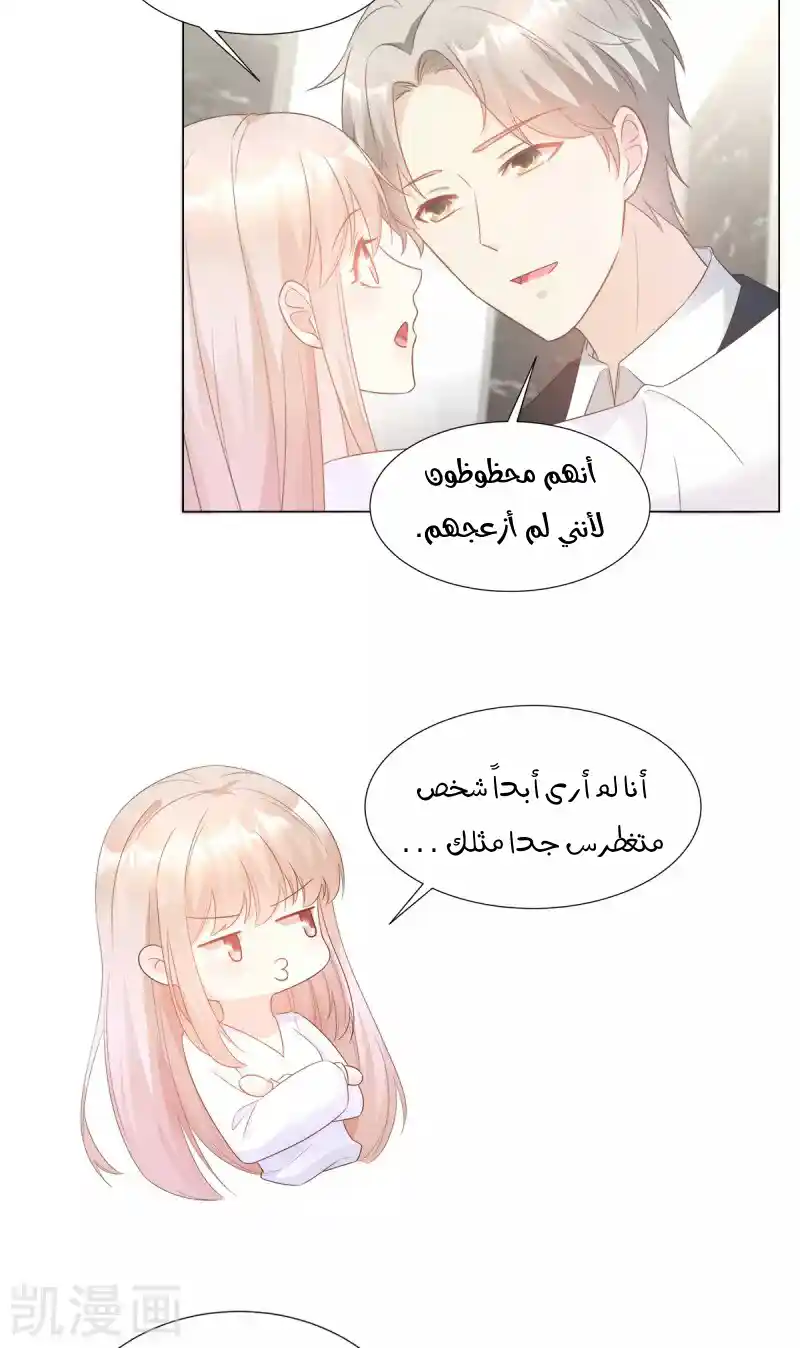 أنهم محظوظون
لأنني لم أزعجهم.
أنا لم أرى أبداً شخص
متغطرس جدا مثلك ...
凯漫画